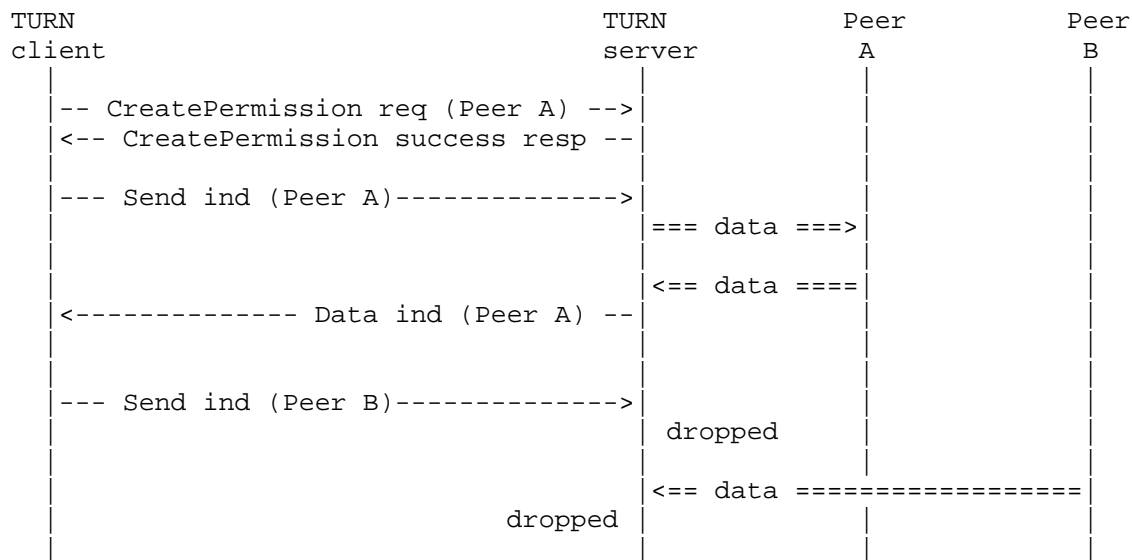 TURN                                 TURN          Peer          Peer
client                               server          A             B
  |                                    |             |             |
  |-- CreatePermission req (Peer A) -->|             |             |
  |<-- CreatePermission success resp --|             |             |
  |                                    |             |             |
  |--- Send ind (Peer A)-------------->|             |             |
  |                                    |=== data ===>|             |
  |                                    |             |             |
  |                                    |<== data ====|             |
  |<-------------- Data ind (Peer A) --|             |             |
  |                                    |             |             |
  |                                    |             |             |
  |--- Send ind (Peer B)-------------->|             |             |
  |                                    | dropped     |             |
  |                                    |             |             |
  |                                    |<== data ==================|
  |                            dropped |             |             |
  |                                    |             |             |